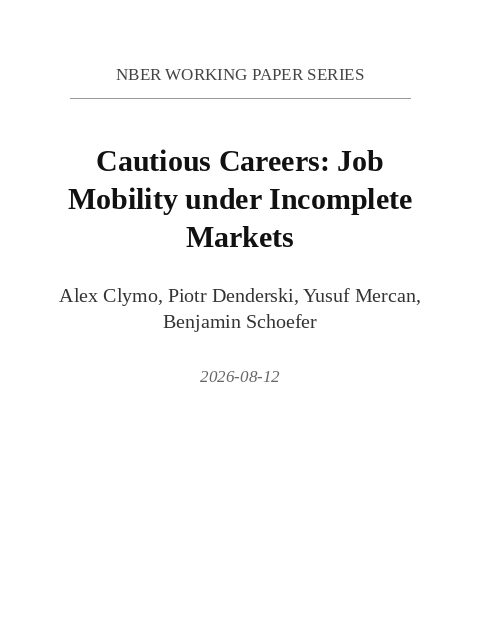 NBER WORKING PAPER SERIES
Cautious Careers: Job
Mobility under Incomplete
Markets
Alex Clymo, Piotr Denderski, Yusuf Mercan,
Benjamin Schoefer
2026-08-12